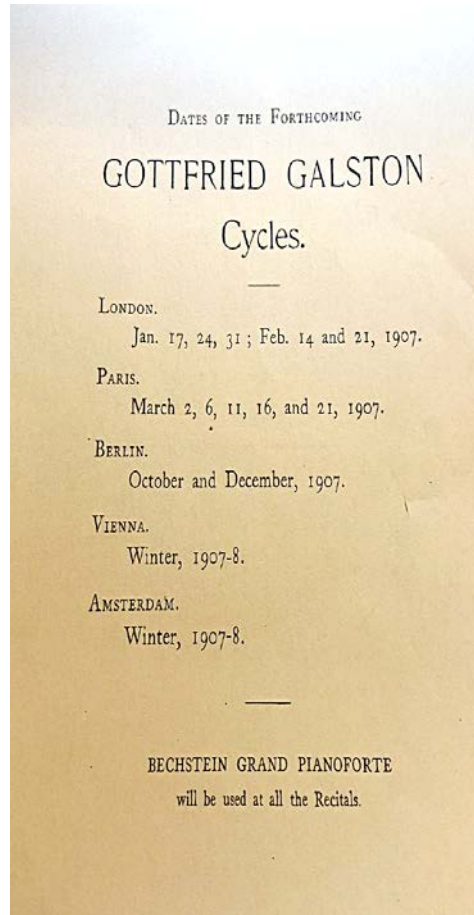 Dates of the Forthcoming
GOTTFRIED GALSTON
Cycles.
London.
Jan. 17, 24, 31 ; Feb. 14 and 21, 1907.
Paris.
March 2, 6, 11, 16, and 21, 1907.
Berlin.
October and December, 1907.
Vienna.
Winter, 1907-8.
Amsterdam.
Winter, 1907-8.
BECHSTEIN GRAND PIANOFORTE
will be used at all the Recitals.